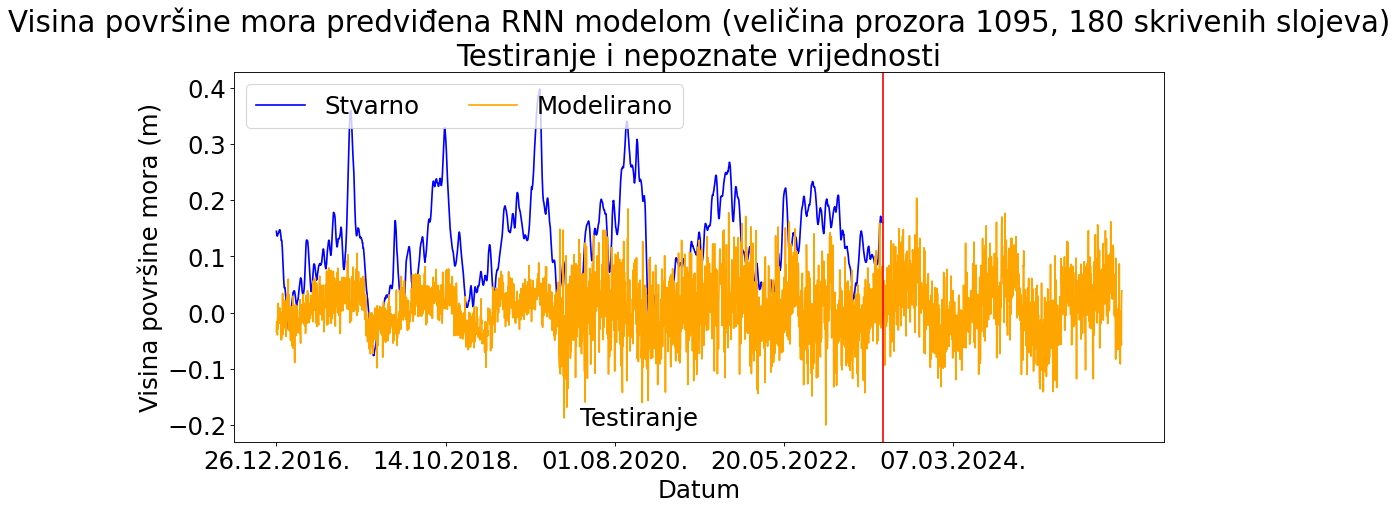 Visina površine mora predviđena RNN modelom (veličina prozora 1095, 180 skrivenih slojeva)
Testiranje i nepoznate vrijednosti
Stvarno Modelirano
Visina površine mora (m)
0.4
0.3
0.2
0.1
0.0
−0.1
−0.2
Testiranje
26.12.2016. 14.10.2018. 01.08.2020. 20.05.2022. 07.03.2024.
Datum